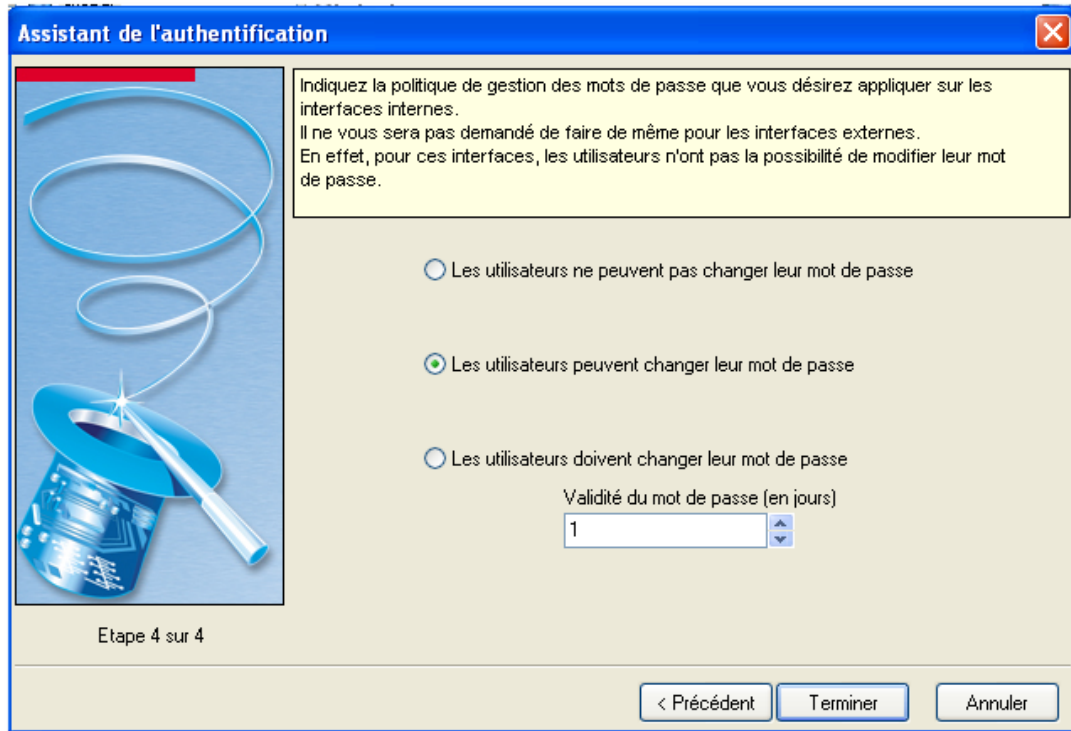 Assistant de l'authentification
Indiquez la politique de gestion des mots de passe que vous désirez appliquer sur les
interfaces internes.
Il ne vous sera pas demandé de faire de même pour les interfaces externes.
En effet, pour ces interfaces, les utilisateurs n'ont pas la possibilité de modifier leur mot
de passe.
Les utilisateurs ne peuvent pas changer leur mot de passe
Les utilisateurs peuvent changer leur mot de passe
Les utilisateurs doivent changer leur mot de passe
Validité du mot de passe (en jours)
1
Etape 4 sur 4
< Précédent
Terminer
Annuler